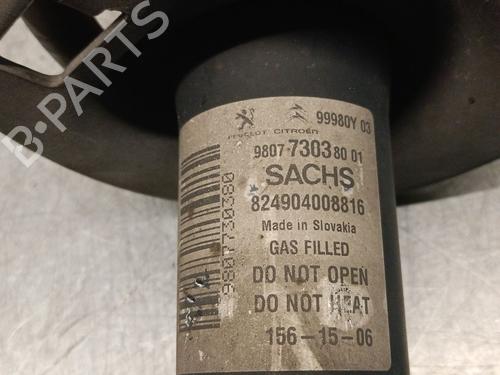 99980Y 03
PEUGEOT CITROËN
9807730380 01
SACHS
824904008816
Made in Slovakia
GAS FILLED
DO NOT OPEN
DO NOT HEAT
156-15-06
9807730380
B-PARTS